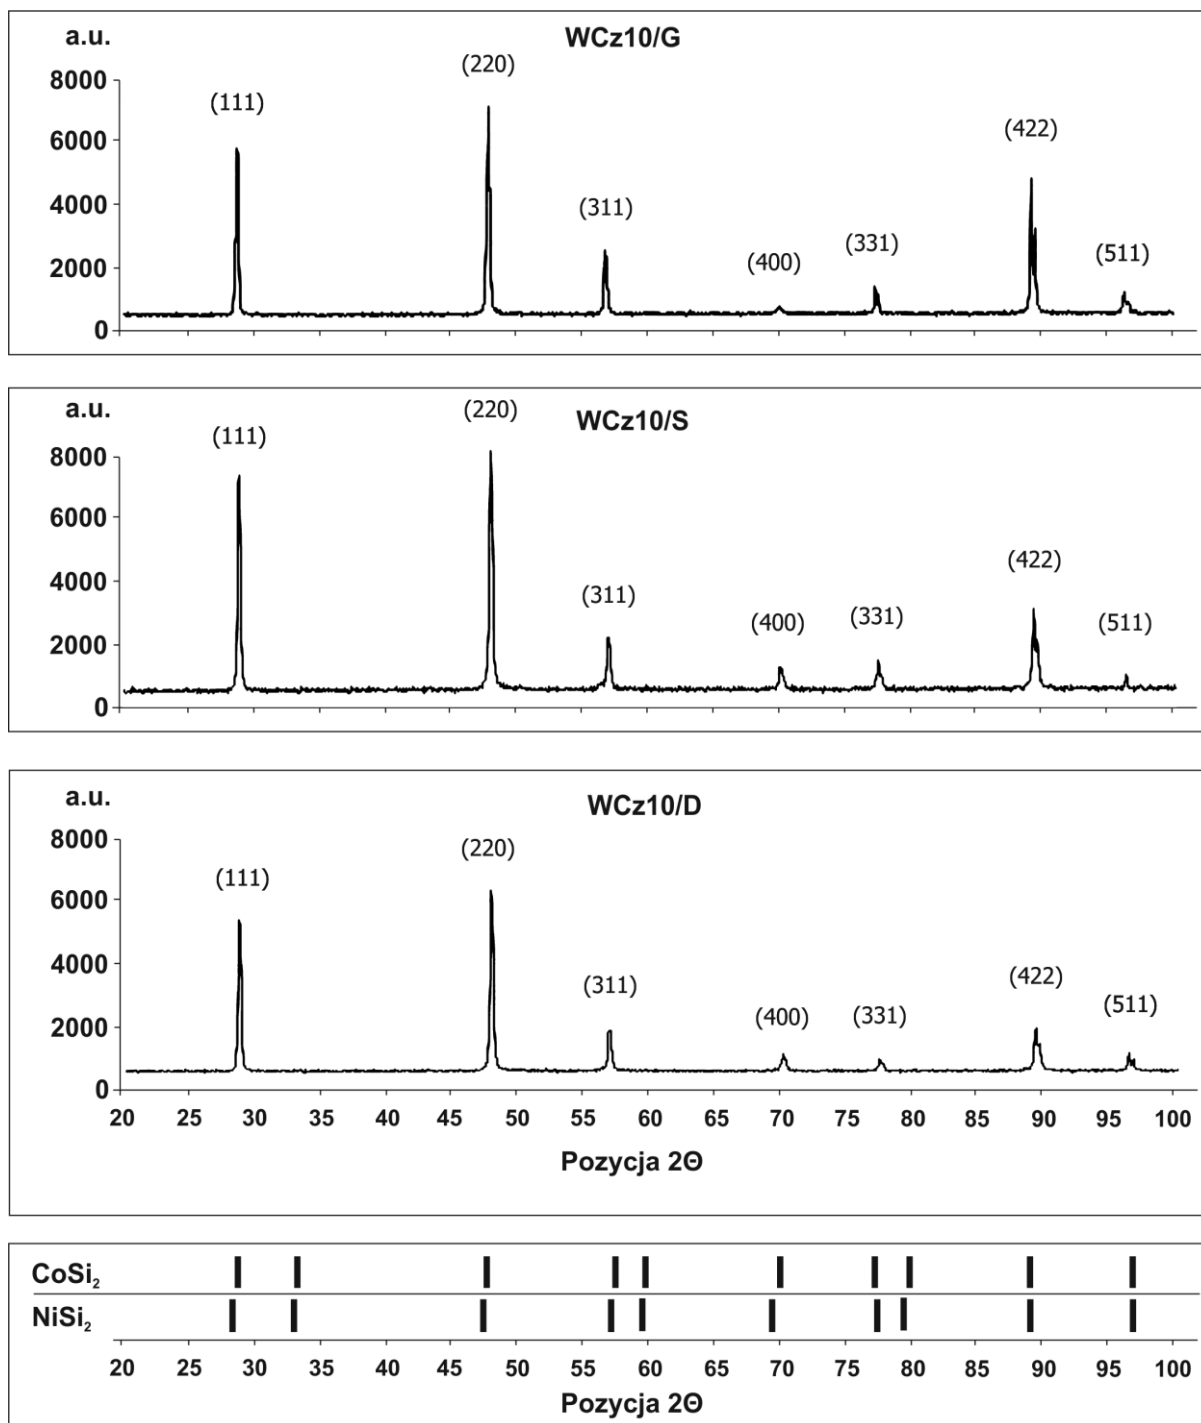 a.u.
WCz10/G
(111) (220) (311) (400) (331) (422) (511)
8000
6000
4000
2000
0
a.u.
WCz10/S
(111) (220) (311) (400) (331) (422) (511)
8000
6000
4000
2000
0
a.u.
WCz10/D
(111) (220) (311) (400) (331) (422) (511)
8000
6000
4000
2000
0
20 25 30 35 40 45 50 55 60 65 70 75 80 85 90 95 100
Pozycja 2Θ
CoSi₂
NiSi₂
20 25 30 35 40 45 50 55 60 65 70 75 80 85 90 95 100
Pozycja 2Θ